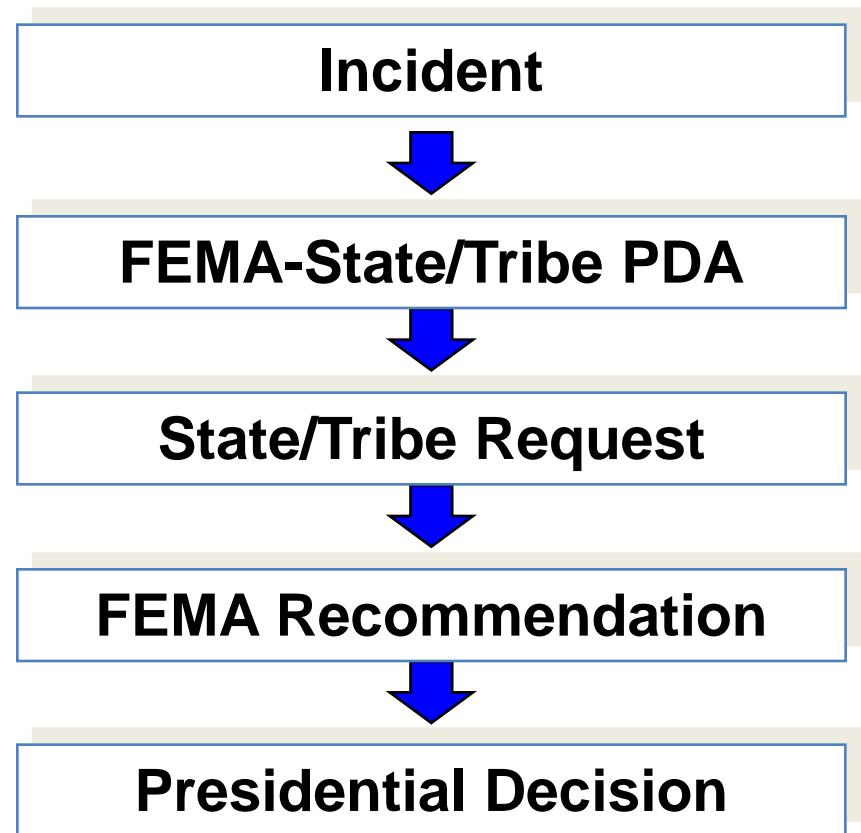 Incident
FEMA-State/Tribe PDA
State/Tribe Request
FEMA Recommendation
Presidential Decision